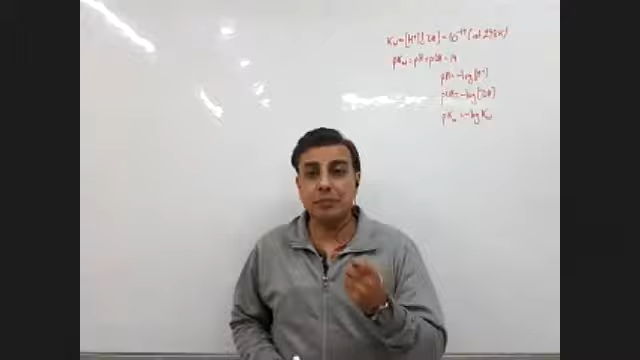 Kw = [H+][OH] = 10^-14 (at 298K)
pKw = pH + pOH = 14
pH = -log[H+]
pOH = -log[OH]
pKw = -log Kw